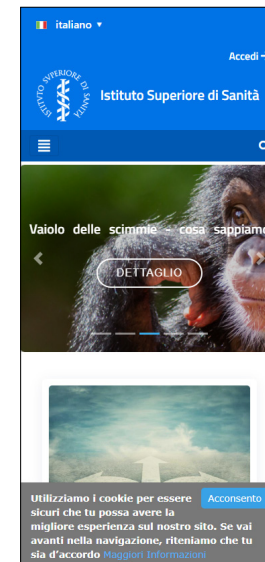 italiano ▾
Accedi
ISTITUTO SUPERIORE DI SANITÀ
Istituto Superiore di Sanità
Vaiolo delle scimmie - cosa sappiamo
DETTAGLIO
Utilizziamo i cookie per essere
Acconsento
sicuri che tu possa avere la
migliore esperienza sul nostro sito. Se vai
avanti nella navigazione, riteniamo che tu
sia d'accordo Maggiori Informazioni